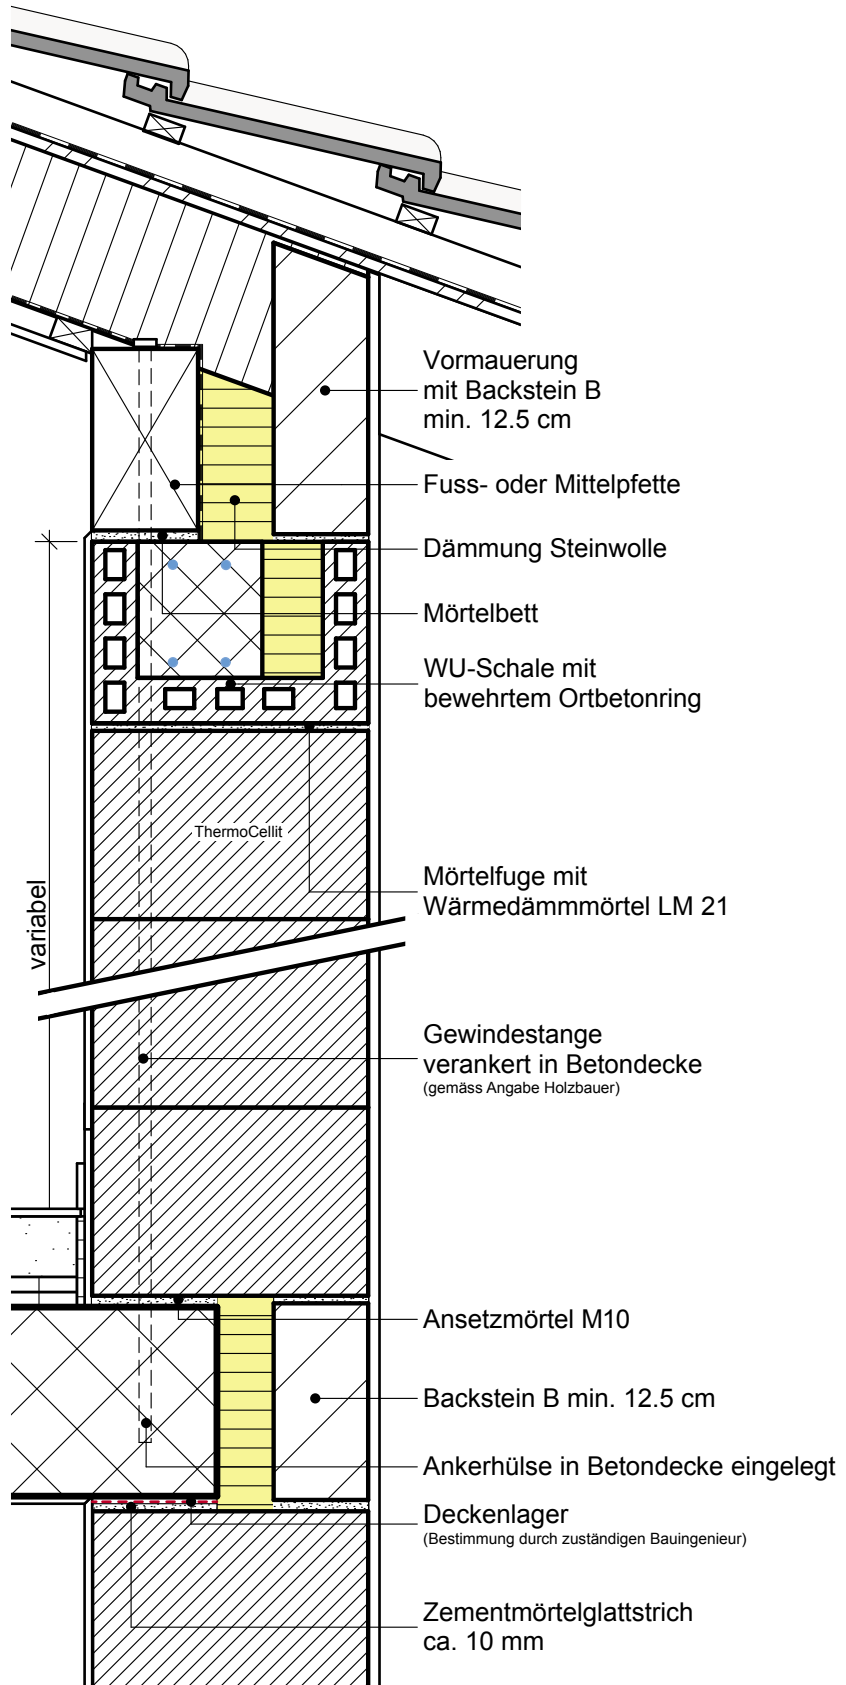 Vormauerung
mit Backstein B
min. 12.5 cm
Fuss- oder Mittelpfette
Dämmung Steinwolle
Mörtelbett
WU-Schale mit
bewehrtem Ortbetonring
ThermoCellit
Mörtelfuge mit
Wärmedämmmörtel LM 21
variabel
Gewindestange
verankert in Betondecke
(gemäss Angabe Holzbauer)
Ansetzmörtel M10
Backstein B min. 12.5 cm
Ankerhülse in Betondecke eingelegt
Deckenlager
(Bestimmung durch zuständigen Bauingenieur)
Zementmörtelglattstrich
ca. 10 mm